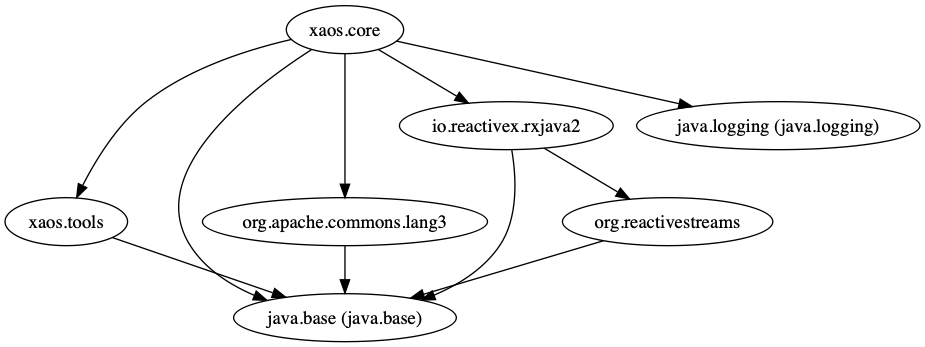 xaos.core
io.reactivex.rxjava2
java.logging (java.logging)
xaos.tools
org.apache.commons.lang3
org.reactivestreams
java.base (java.base)